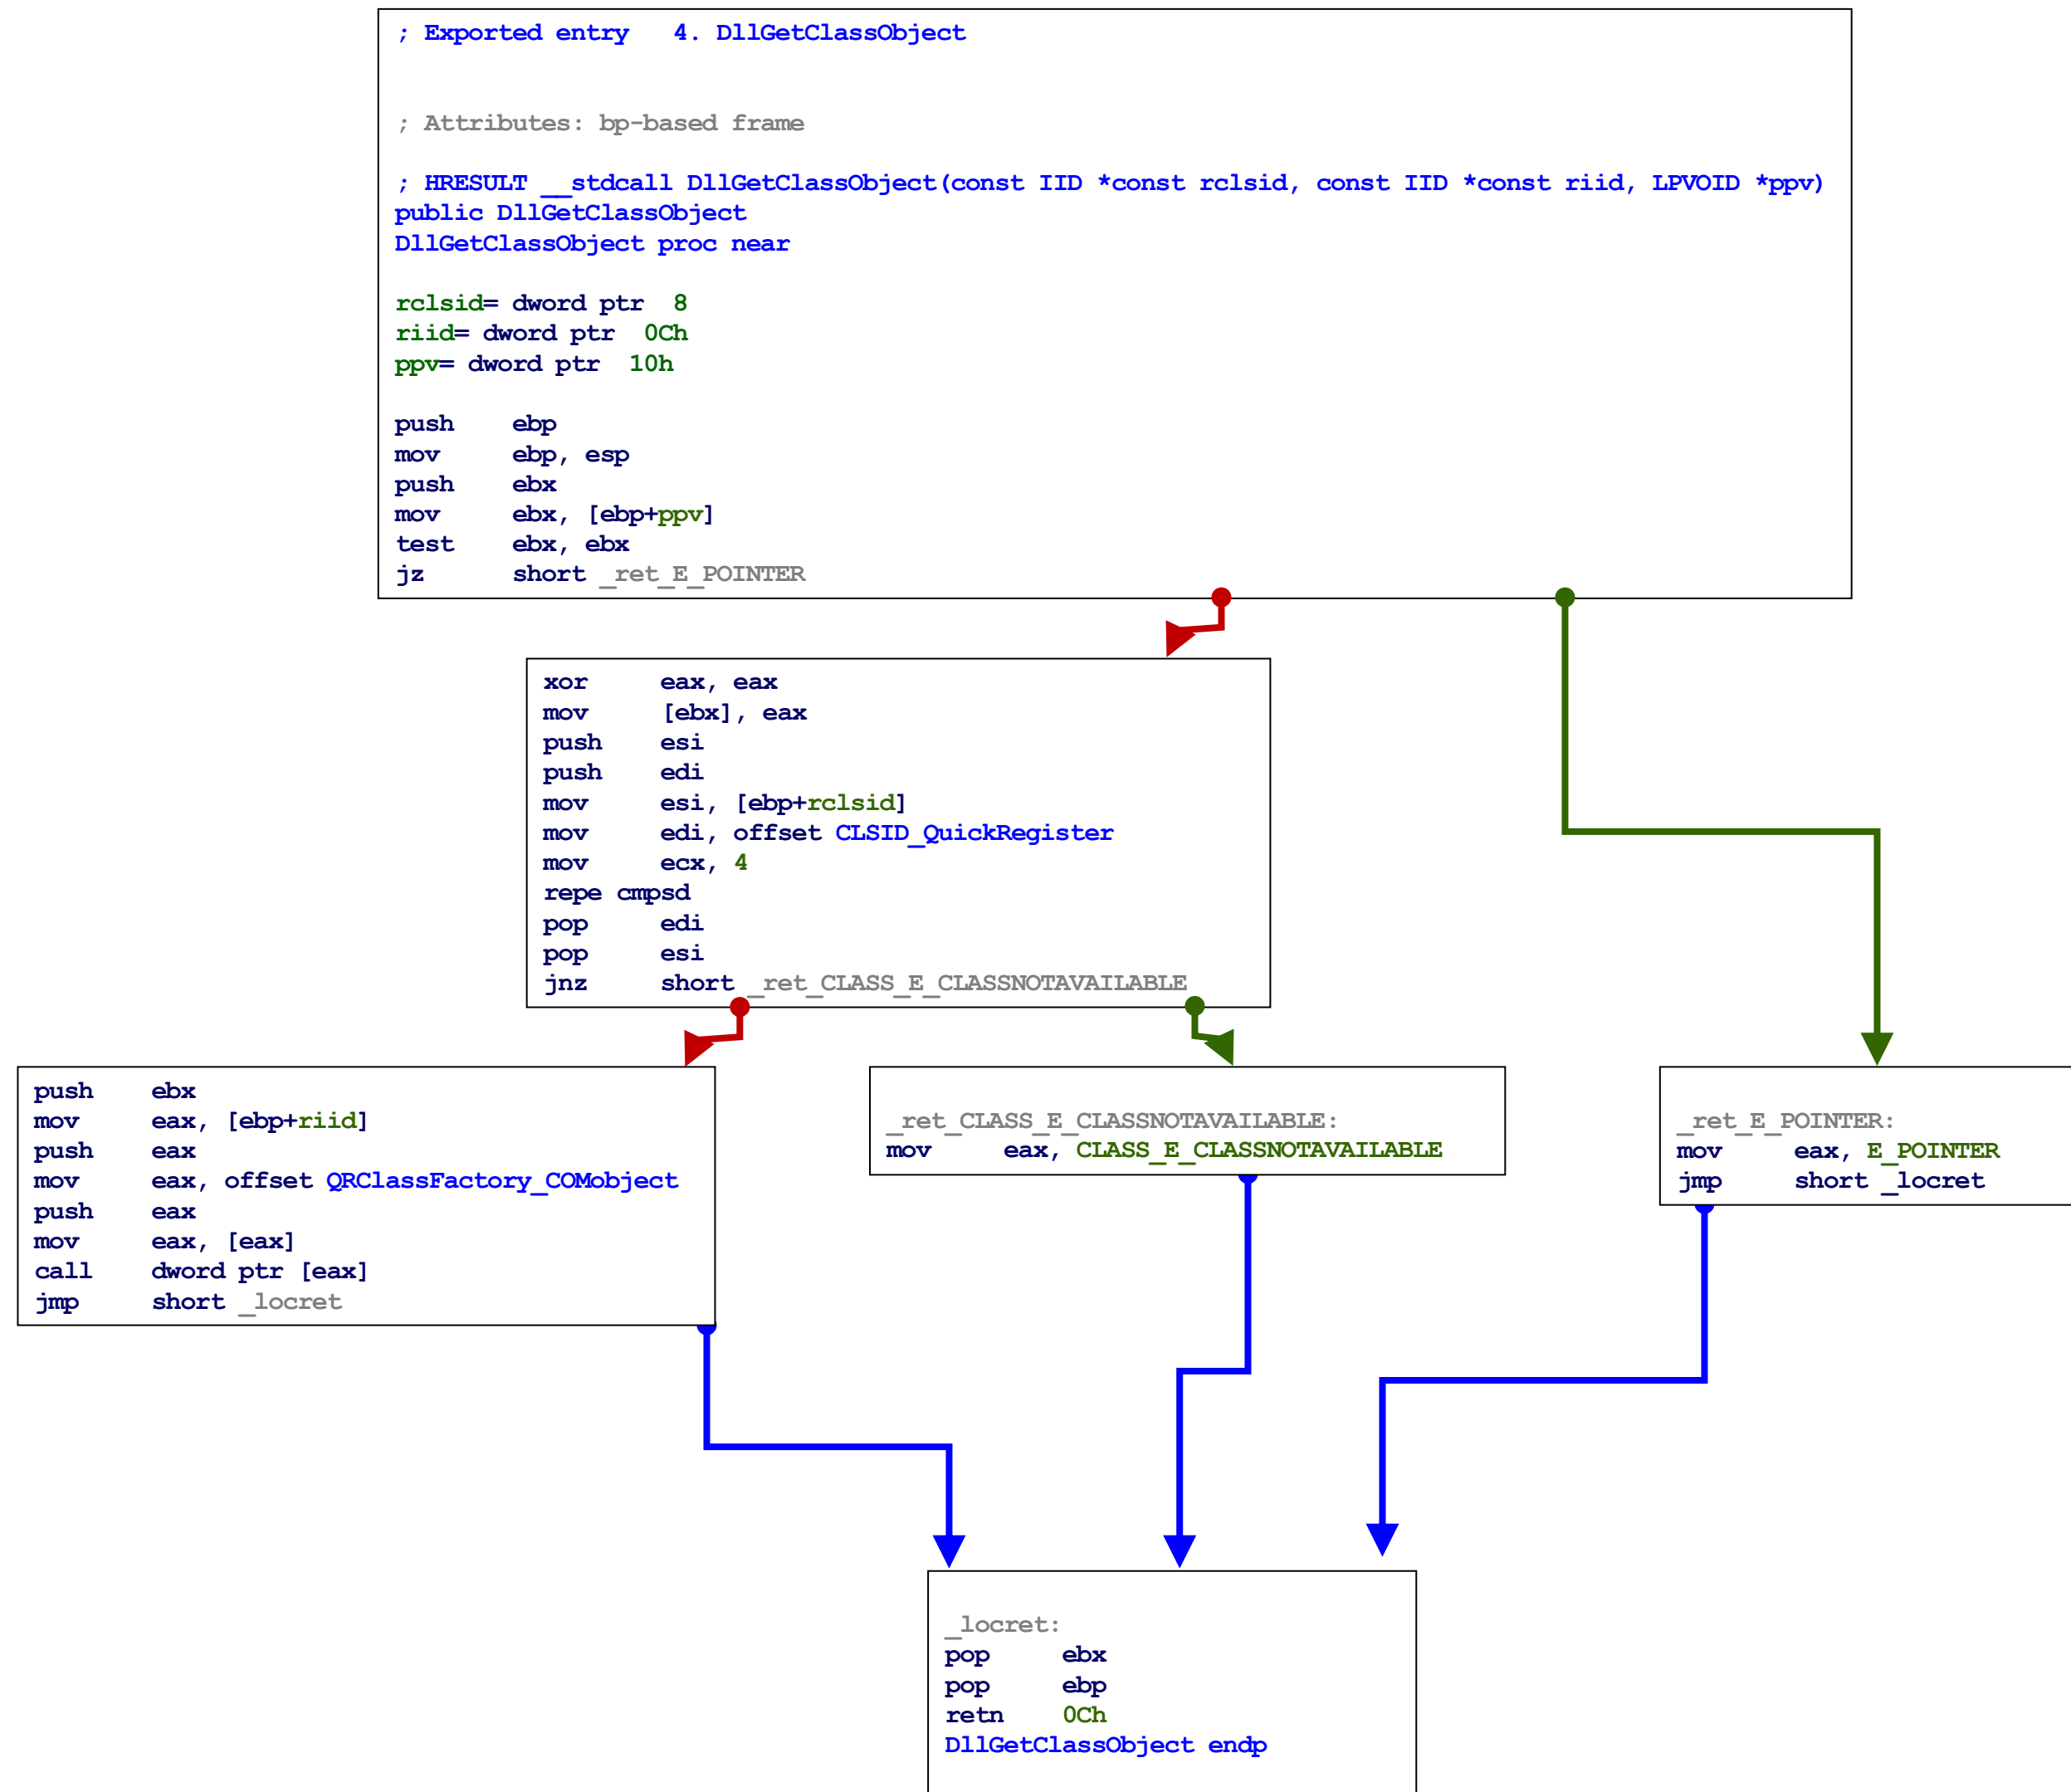 ; Exported entry   4. DllGetClassObject
; Attributes: bp-based frame
; HRESULT __stdcall DllGetClassObject(const IID *const rclsid, const IID *const riid, LPVOID *ppv)
public DllGetClassObject
DllGetClassObject proc near
rclsid= dword ptr  8
riid= dword ptr  0Ch
ppv= dword ptr  10h
push    ebp
mov     ebp, esp
push    ebx
mov     ebx, [ebp+ppv]
test    ebx, ebx
jz      short _ret_E_POINTER
xor     eax, eax
mov     [ebx], eax
push    esi
push    edi
mov     esi, [ebp+rclsid]
mov     edi, offset CLSID_QuickRegister
mov     ecx, 4
repe cmpsd
pop     edi
pop     esi
jnz     short _ret_CLASS_E_CLASSNOTAVAILABLE
push    ebx
mov     eax, [ebp+riid]
push    eax
mov     eax, offset QRClassFactory_COMobject
push    eax
mov     eax, [eax]
call    dword ptr [eax]
jmp     short _locret
_ret_CLASS_E_CLASSNOTAVAILABLE:
mov     eax, CLASS_E_CLASSNOTAVAILABLE
_ret_E_POINTER:
mov     eax, E_POINTER
jmp     short _locret
_locret:
pop     ebx
pop     ebp
retn    0Ch
DllGetClassObject endp